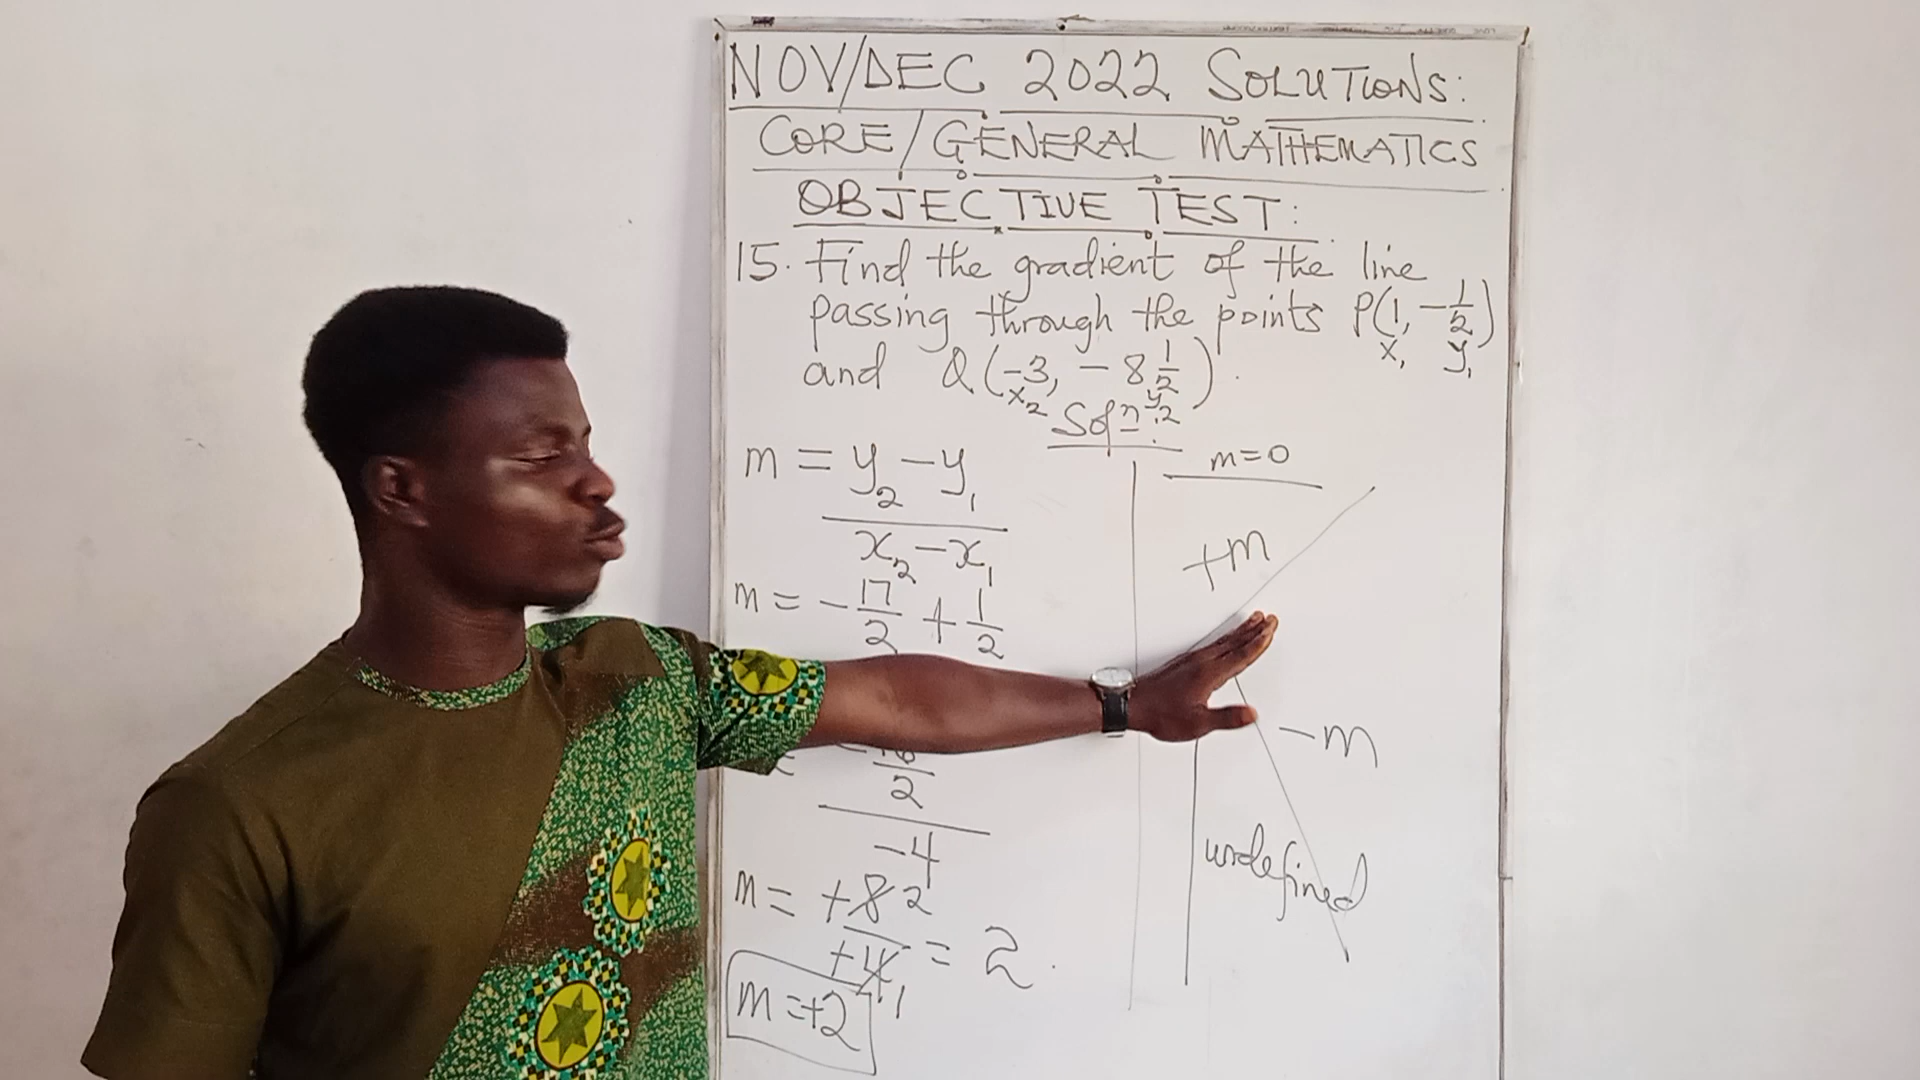 NOV/DEC 2022 SOLUTIONS:
CORE/GENERAL MATHEMATICS
OBJECTIVE TEST:
15. Find the gradient of the line
passing through the points P(1, -1/2)
x₁ y₁
and Q(-3, -8 1/2).
x₂ y₂
Soln:
m = y₂ - y₁
x₂ - x₁
m = -17/2 + 1/2
16/2
-4
m = +8 2
+4 1 = 2.
m = +2
m=0
+m
-m
undefined